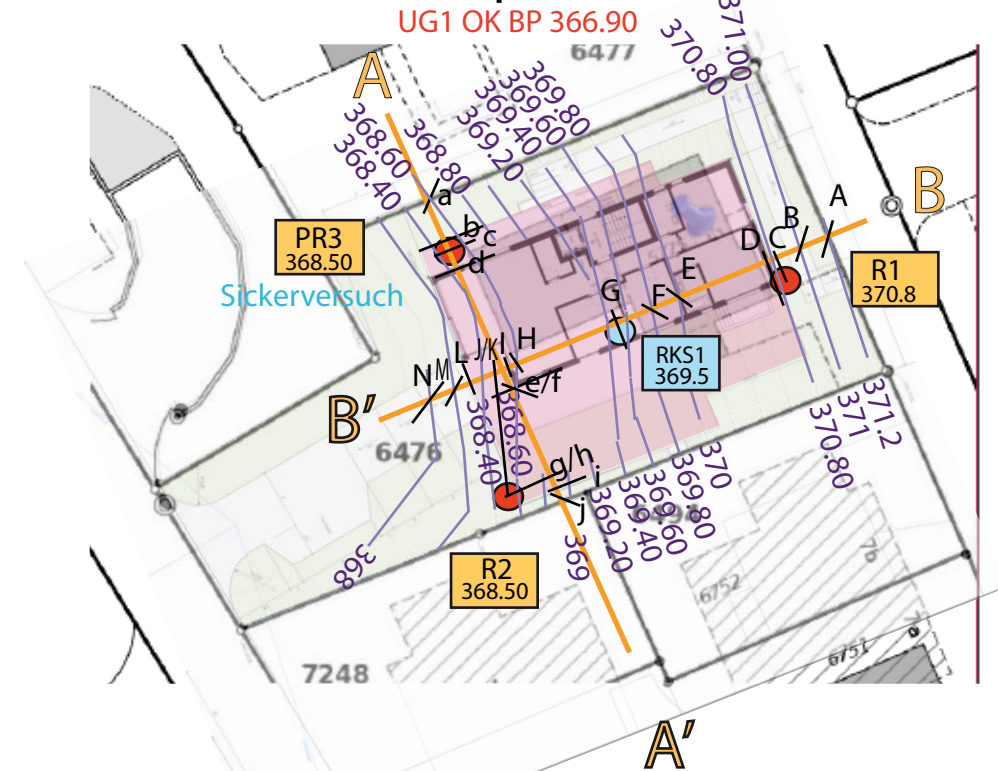 UG1 OK BP 366.90
6477
371.00
370.80
A
368.60
368.40
368.80
369.80
369.60
369.40
369.20
B
A
B
C
D
a
b
c
d
PR3
368.50
Sickerversuch
R1
370.8
E
F
G
RKS1
369.5
H
I
J/K
L
M
N
e/f
B'
6476
368.40
368.60
g/h
i
j
370
369.80
369.60
369.40
369.20
369
371.2
371
370.80
368
R2
368.50
6752
7b
6751
7248
A'